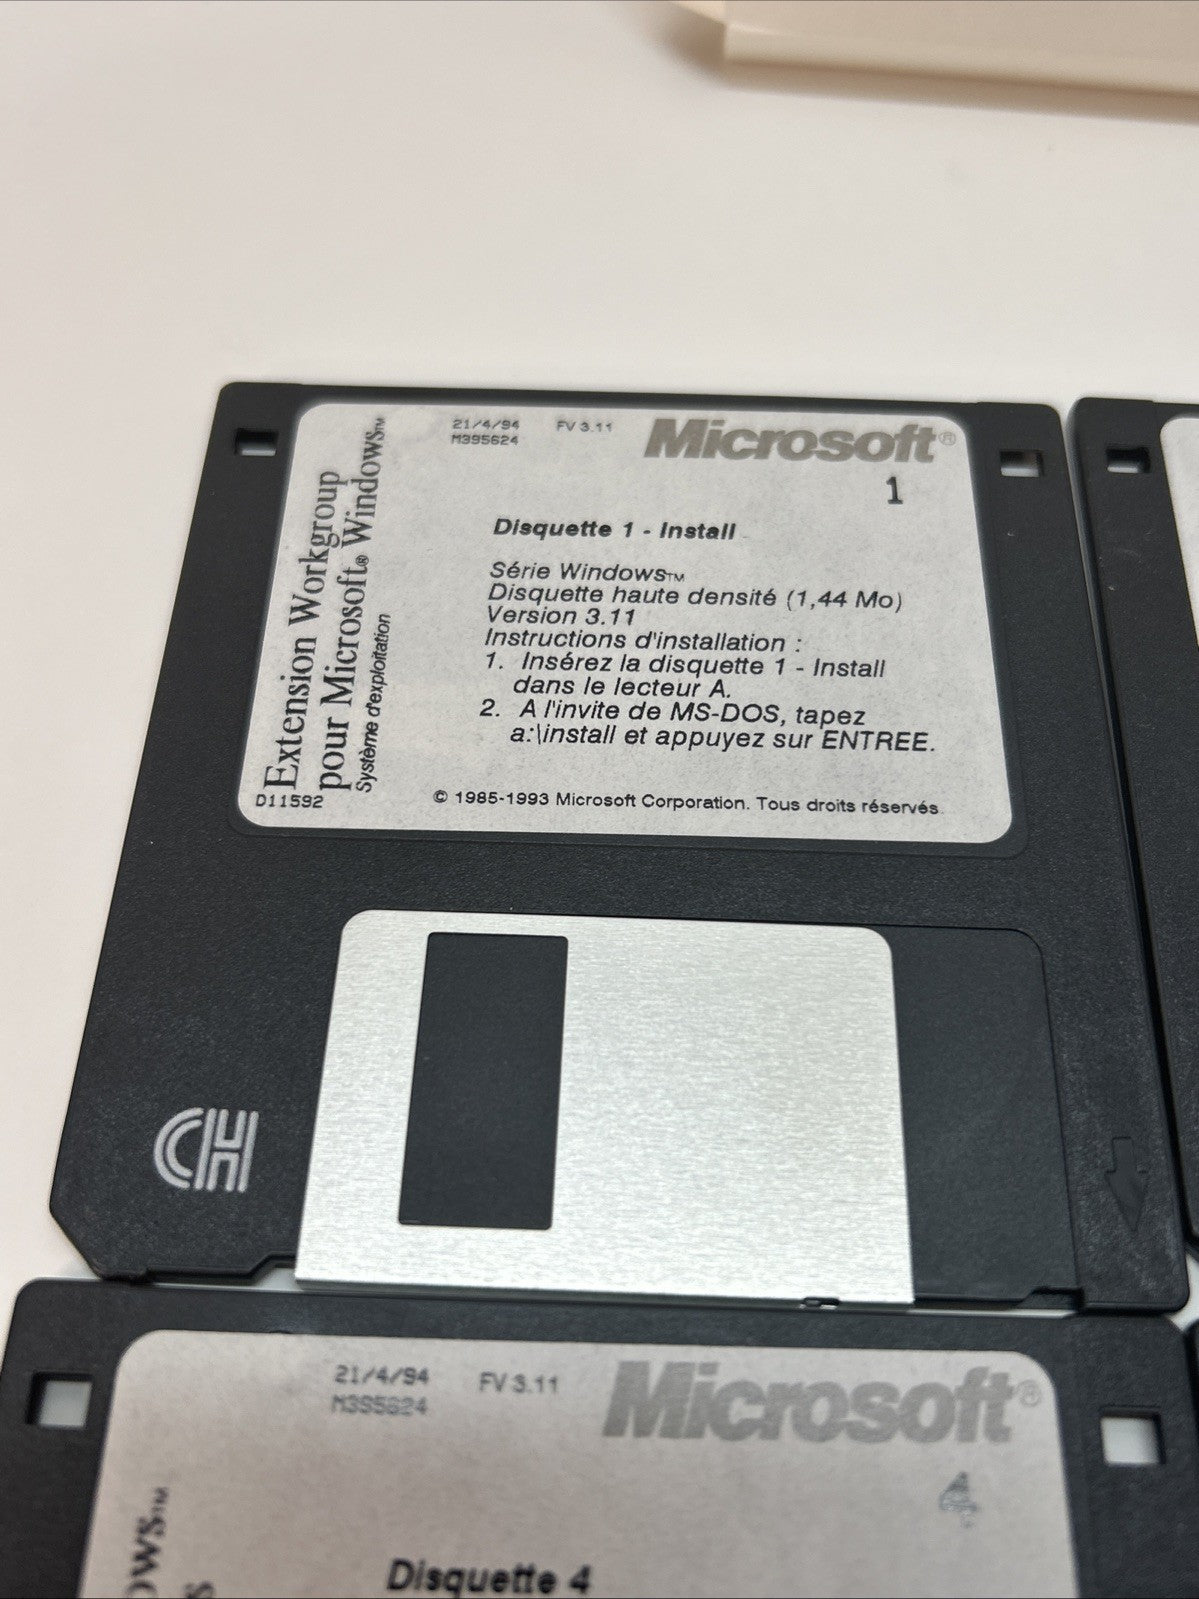 Extension Workgroup
pour Microsoft® Windows™
Système d'exploitation
D11592
21/4/94 FV 3.11
M395624
Microsoft®
1
Disquette 1 - Install
Série Windows™
Disquette haute densité (1,44 Mo)
Version 3.11
Instructions d'installation :
1. Insérez la disquette 1 - Install
dans le lecteur A.
2. A l'invite de MS-DOS, tapez
a:\install et appuyez sur ENTREE.
© 1985-1993 Microsoft Corporation. Tous droits réservés.
CH
21/4/94 FV 3.11
M395624
Microsoft®
Disquette 4